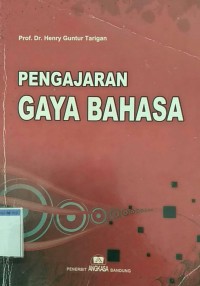 Prof. Dr. Henry Guntur Tarigan
PENGAJARAN
GAYA BAHASA
PENERBIT ANGKASA BANDUNG